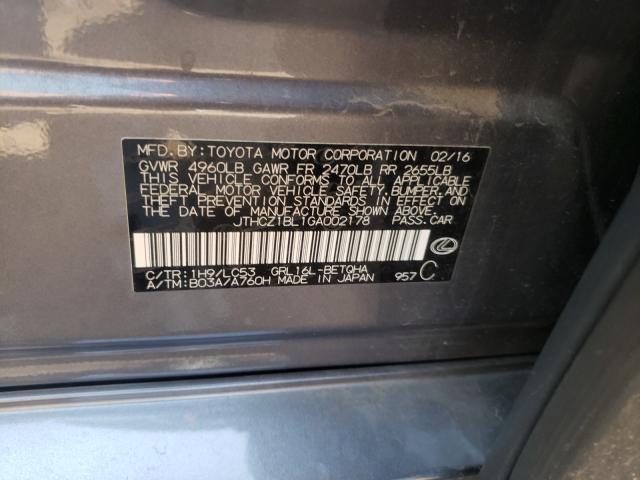 MFD. BY: TOYOTA MOTOR CORPORATION 02/16
GVWR 4960LB GAWR FR 2470LB RR 2655LB
THIS VEHICLE CONFORMS TO ALL APPLICABLE
FEDERAL MOTOR VEHICLE SAFETY, BUMPER, AND
THEFT PREVENTION STANDARDS IN EFFECT ON
THE DATE OF MANUFACTURE SHOWN ABOVE.
JTHCZ1BL1GA002178 PASS.CAR
C/TR:1H9/LC53 GRL16L-BETQHA
A/TM:B03A/A760H MADE IN JAPAN 957 C